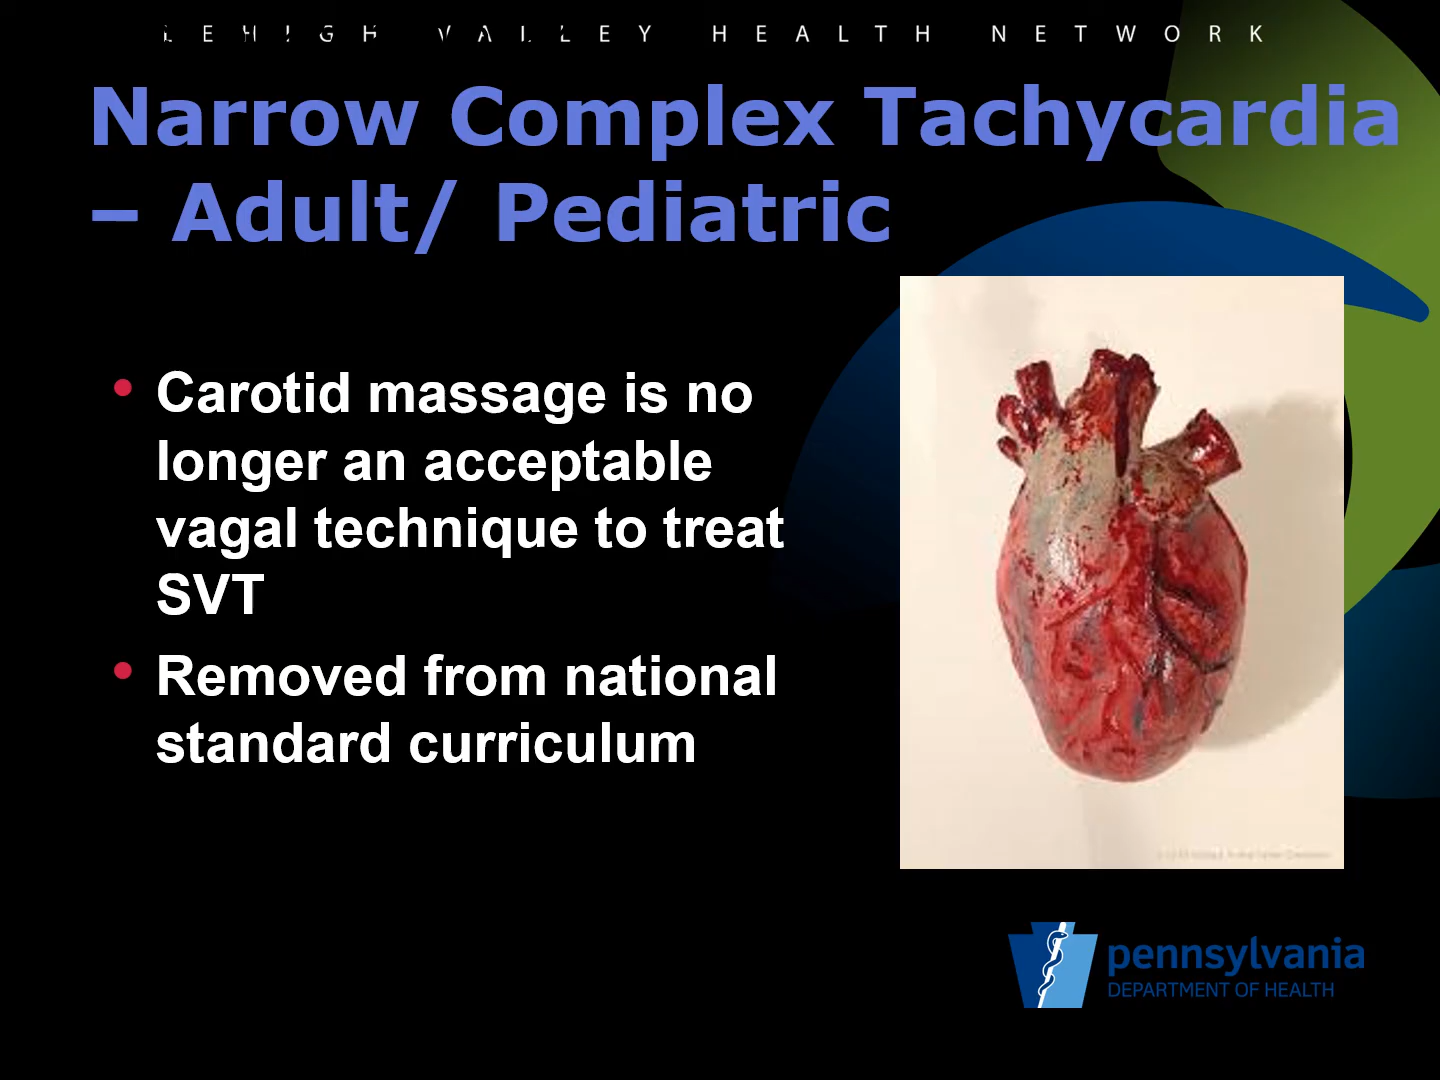 LEHIGH VALLEY HEALTH NETWORK
Narrow Complex Tachycardia
– Adult/ Pediatric
• Carotid massage is no
longer an acceptable
vagal technique to treat
SVT
• Removed from national
standard curriculum
pennsylvania
DEPARTMENT OF HEALTH